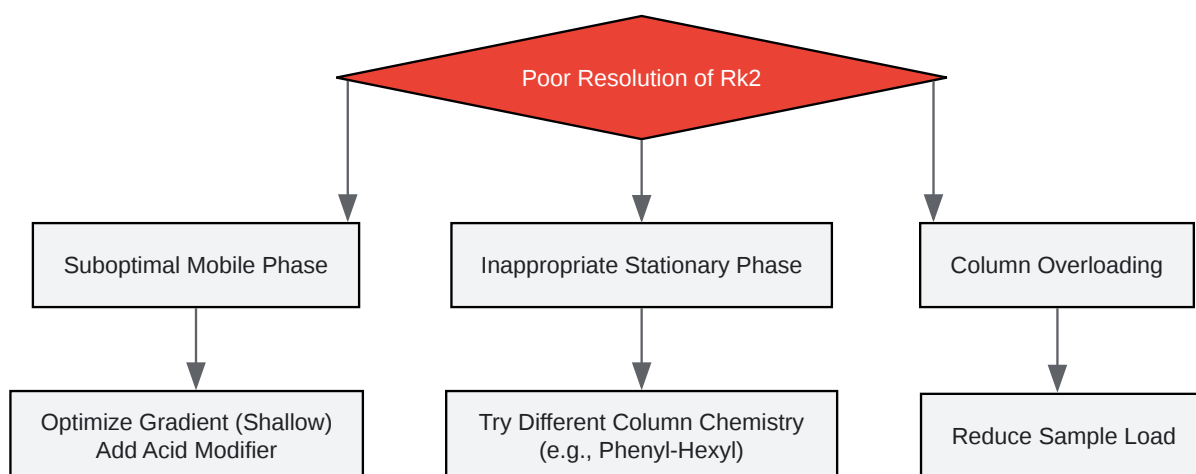 Poor Resolution of Rk2
Suboptimal Mobile Phase
Inappropriate Stationary Phase
Column Overloading
Optimize Gradient (Shallow)
Add Acid Modifier
Try Different Column Chemistry
(e.g., Phenyl-Hexyl)
Reduce Sample Load